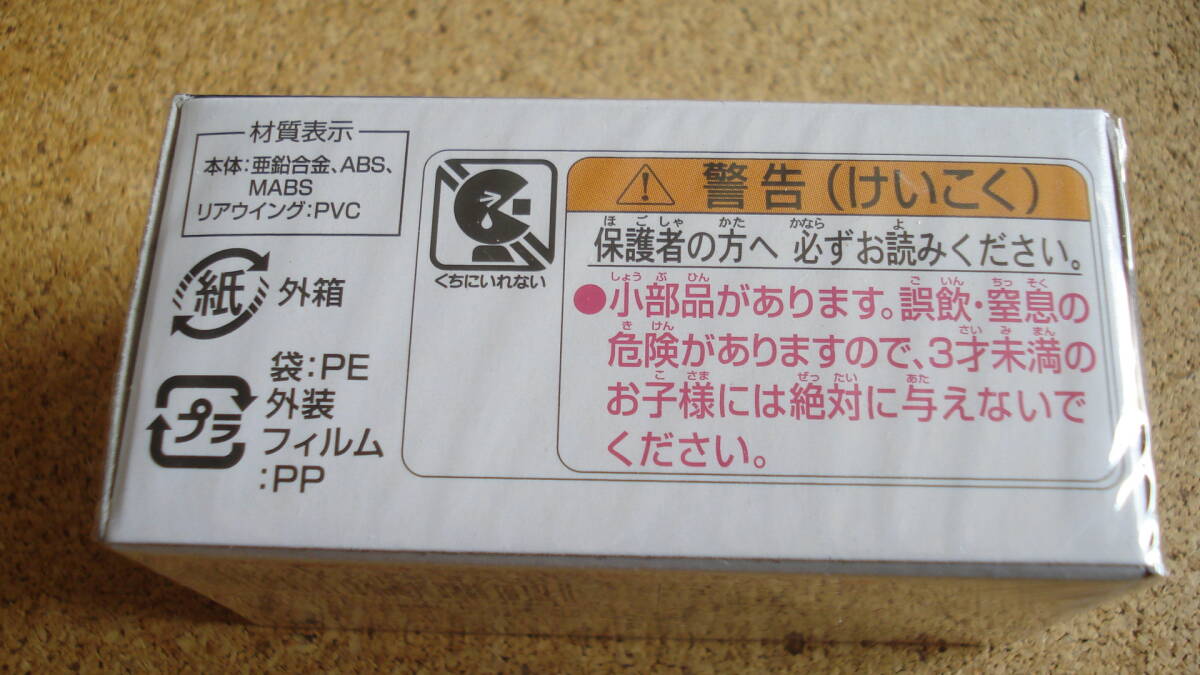 材質表示
本体:亜鉛合金、ABS、
MABS
リアウイング:PVC
紙 外箱
プラ
袋:PE
外装
フィルム
:PP
くちにいれない
警告(けいこく)
ほごしゃ かた かなら よ
保護者の方へ 必ずお読みください。
しょうぶひん ごいん ちっそく
●小部品があります。誤飲・窒息の
きけん さいみまん
危険がありますので、3才未満の
こさま ぜったい あた
お子様には絶対に与えないで
ください。